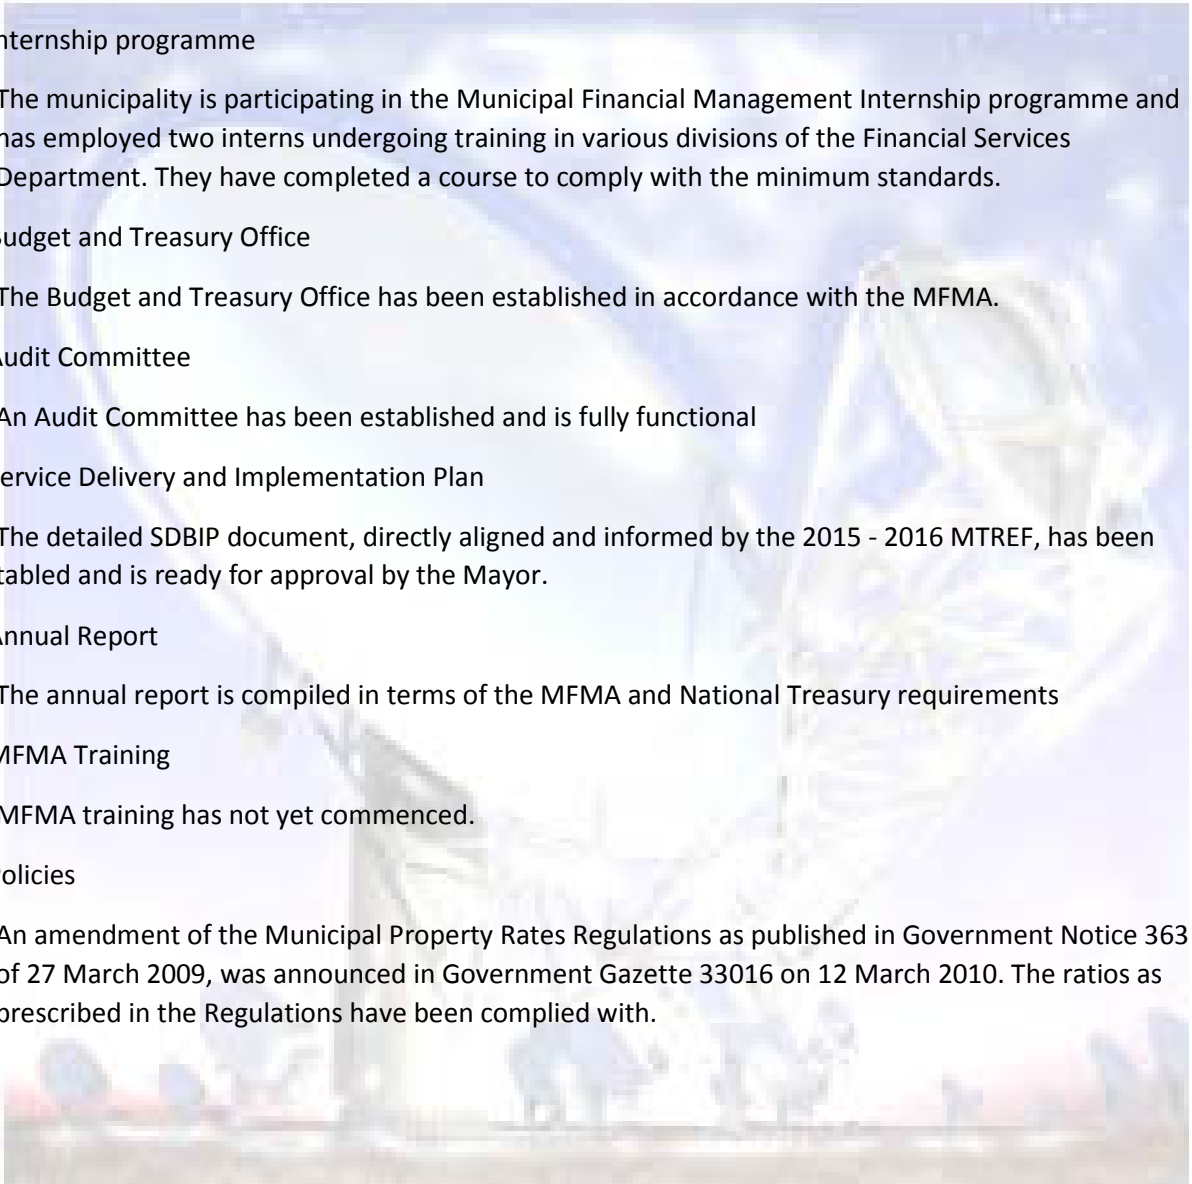 nternship programme
The municipality is participating in the Municipal Financial Management Internship programme and
has employed two interns undergoing training in various divisions of the Financial Services
Department. They have completed a course to comply with the minimum standards.
Budget and Treasury Office
The Budget and Treasury Office has been established in accordance with the MFMA.
Audit Committee
An Audit Committee has been established and is fully functional
ervice Delivery and Implementation Plan
The detailed SDBIP document, directly aligned and informed by the 2015 - 2016 MTREF, has been
tabled and is ready for approval by the Mayor.
Annual Report
The annual report is compiled in terms of the MFMA and National Treasury requirements
MFMA Training
MFMA training has not yet commenced.
olicies
An amendment of the Municipal Property Rates Regulations as published in Government Notice 363
of 27 March 2009, was announced in Government Gazette 33016 on 12 March 2010. The ratios as
prescribed in the Regulations have been complied with.